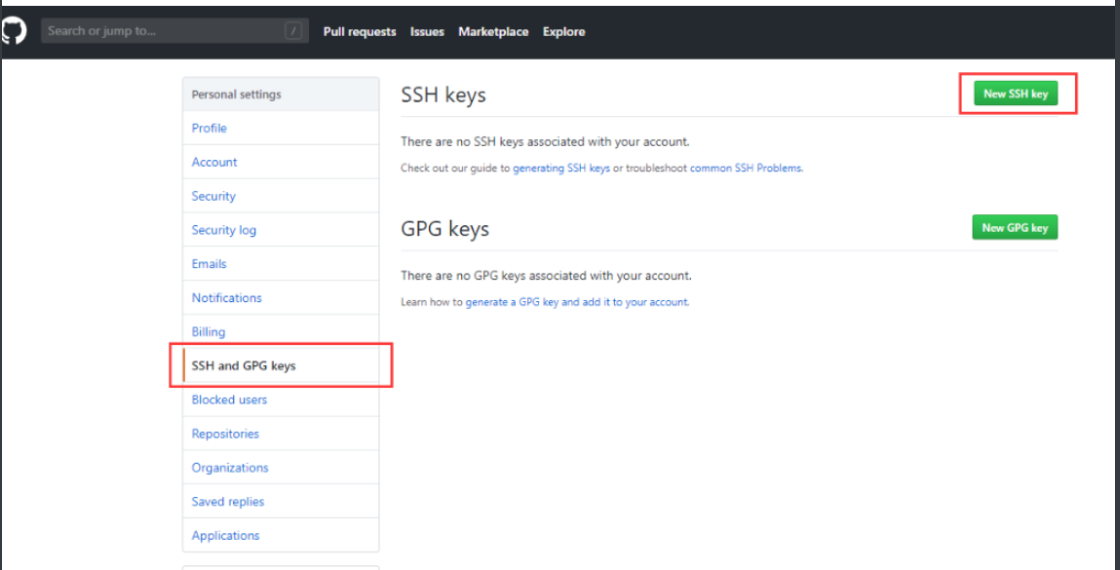 Search or jump to... / Pull requests Issues Marketplace Explore
Personal settings
Profile
Account
Security
Security log
Emails
Notifications
Billing
SSH and GPG keys
Blocked users
Repositories
Organizations
Saved replies
Applications
SSH keys
New SSH key
There are no SSH keys associated with your account.
Check out our guide to generating SSH keys or troubleshoot common SSH Problems.
GPG keys
New GPG key
There are no GPG keys associated with your account.
Learn how to generate a GPG key and add it to your account.